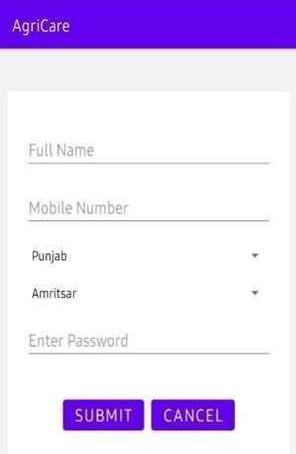 AgriCare
Full Name
Mobile Number
Punjab
Amritsar
Enter Password
SUBMIT CANCEL